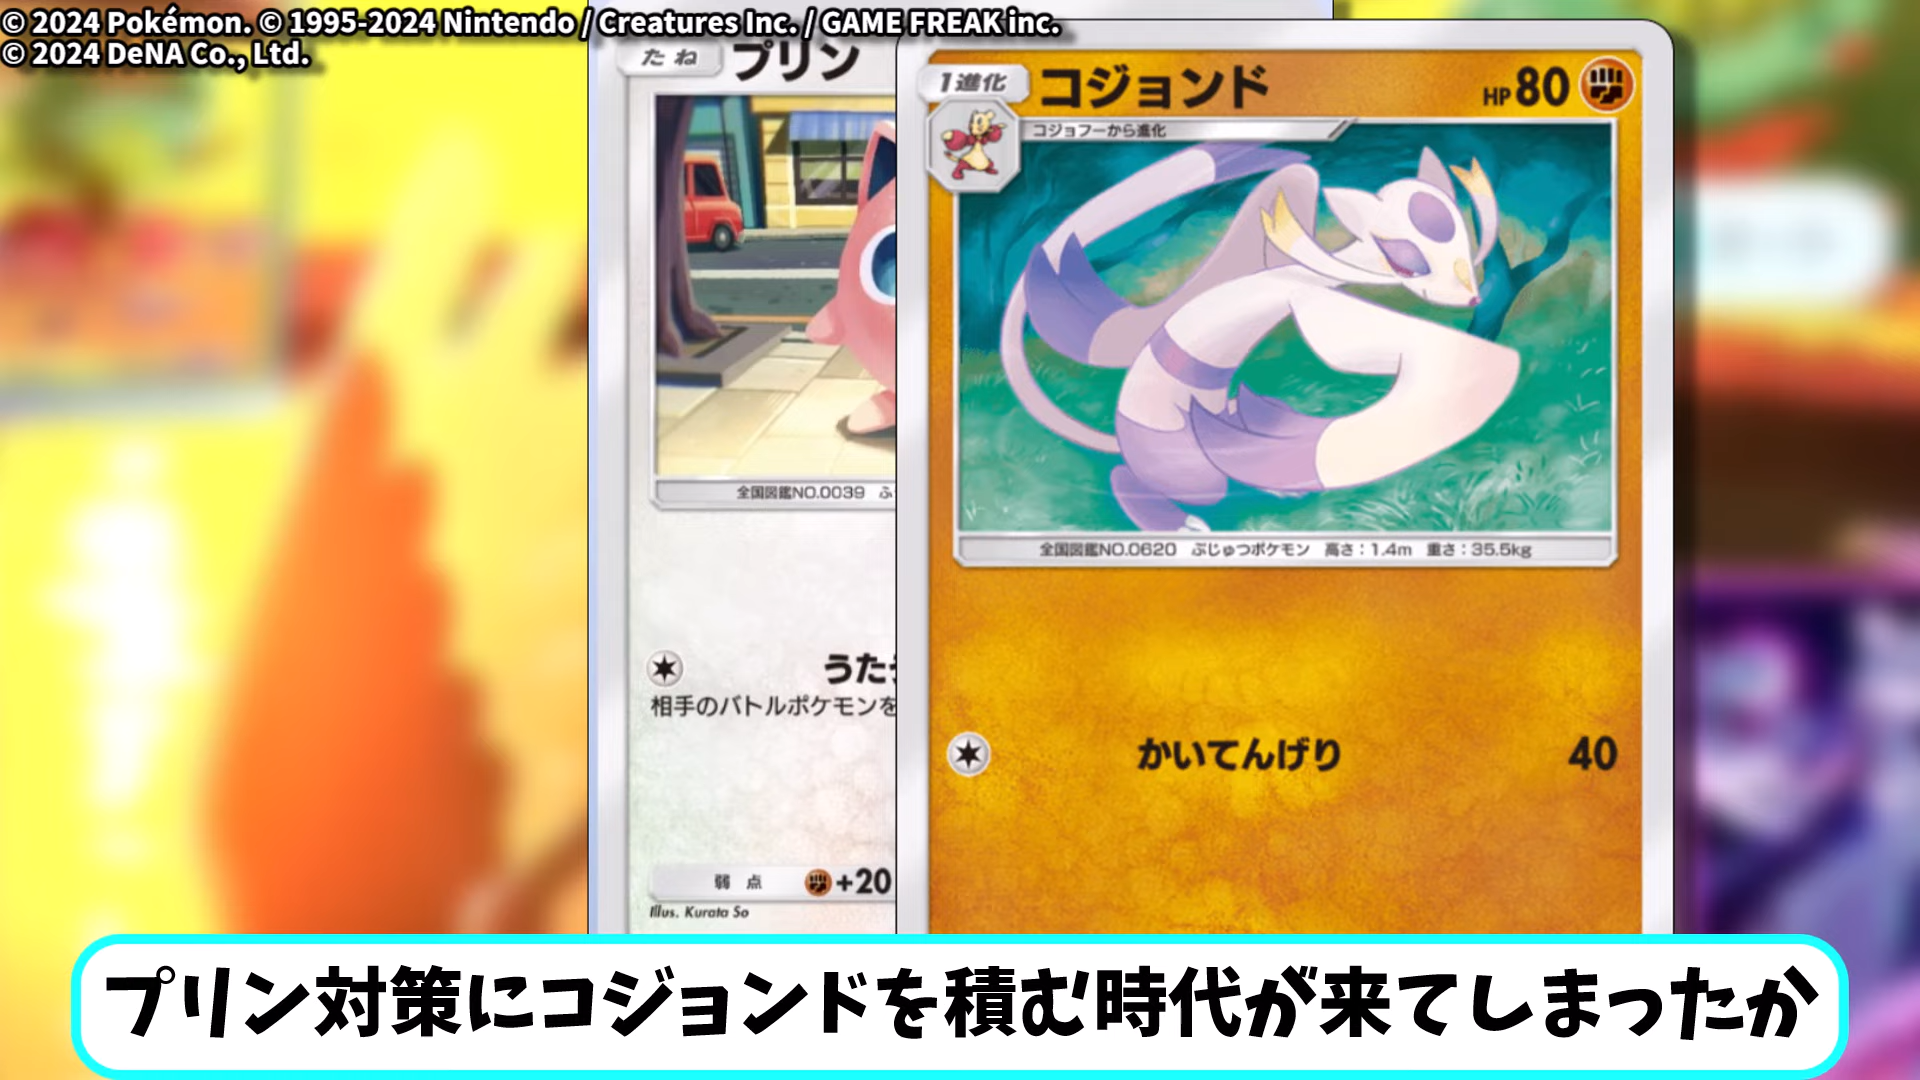 © 2024 Pokémon. © 1995-2024 Nintendo / Creatures Inc. / GAME FREAK inc.
© 2024 DeNA Co., Ltd.
たね プリン
全国図鑑NO.0039 ふ
うた
相手のバトルポケモンを
弱点 +20
Illus. Kurata So
1進化 コジョンド HP 80
コジョフーから進化
全国図鑑NO.0620 ぶじゅつポケモン 高さ:1.4m 重さ:35.5kg
かいてんげり 40
プリン対策にコジョンドを積む時代が来てしまったか